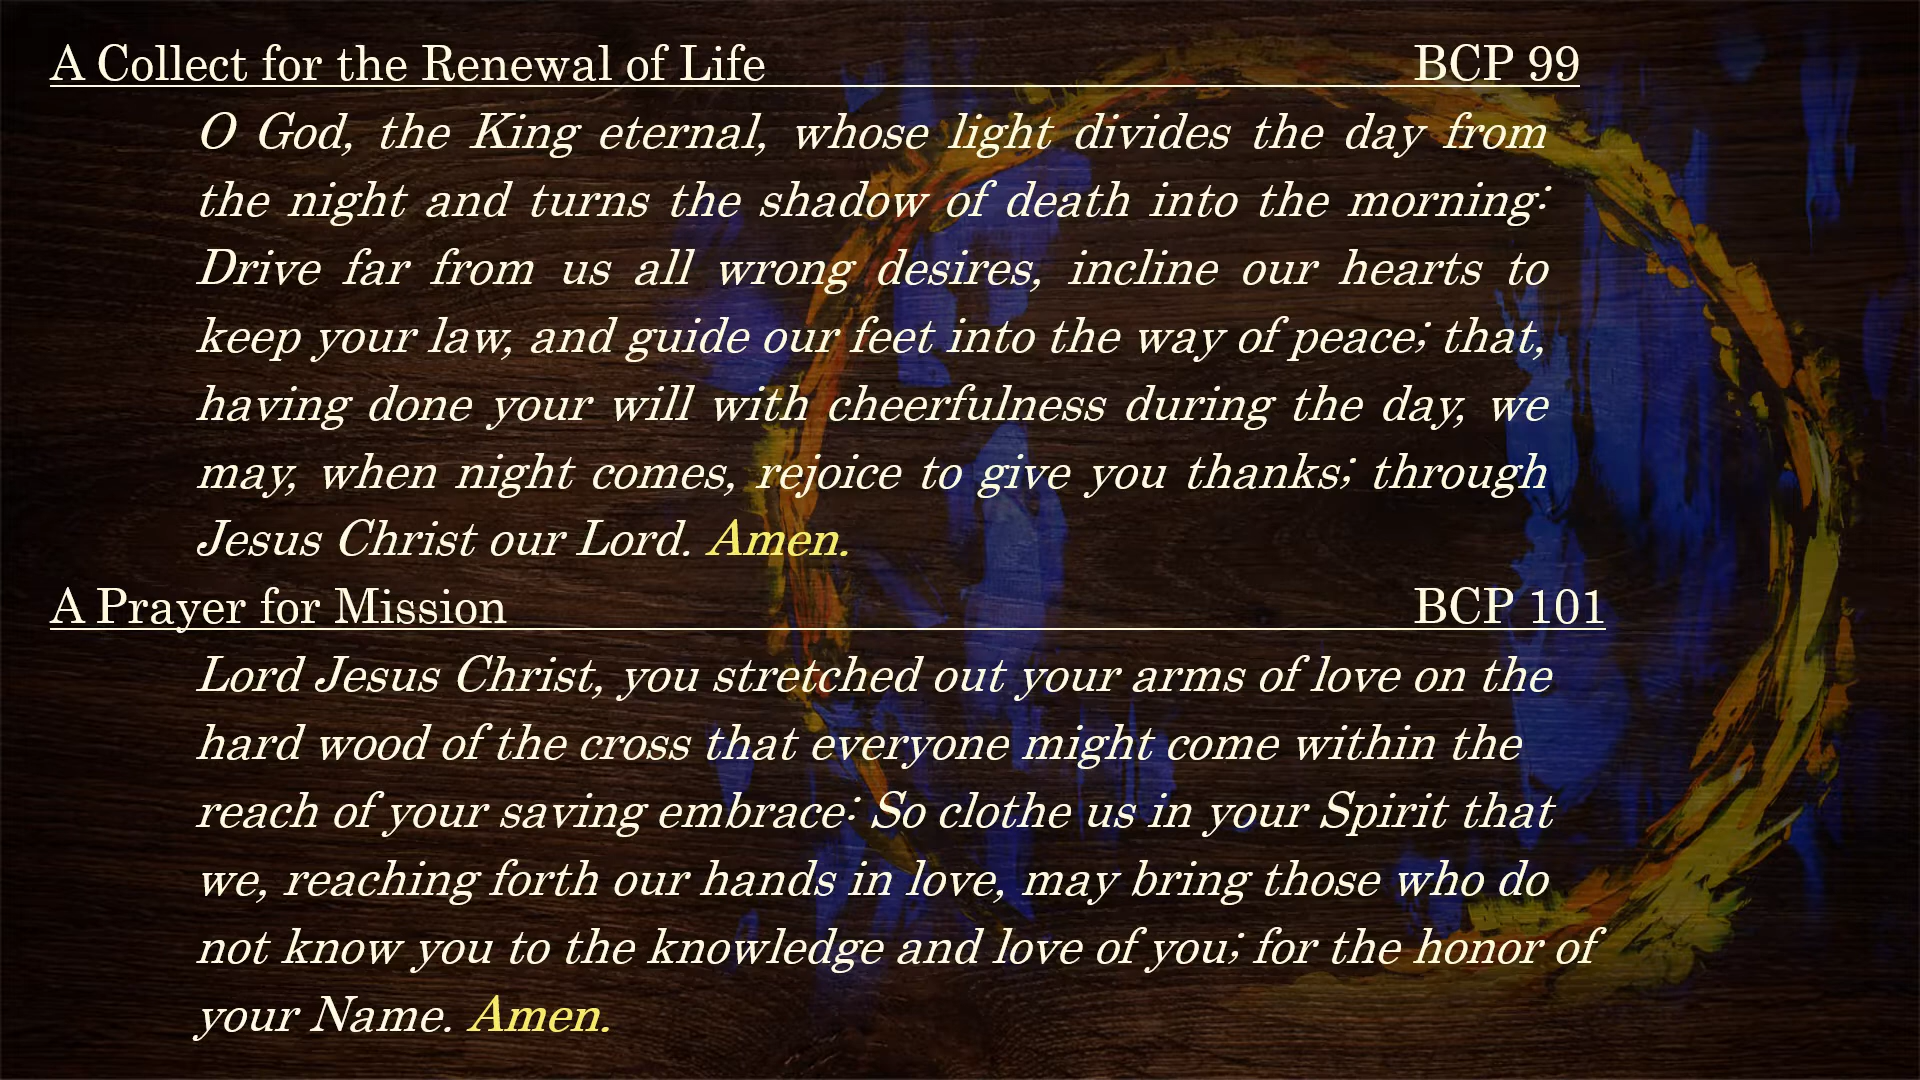 A Collect for the Renewal of Life BCP 99
O God, the King eternal, whose light divides the day from
the night and turns the shadow of death into the morning:
Drive far from us all wrong desires, incline our hearts to
keep your law, and guide our feet into the way of peace; that,
having done your will with cheerfulness during the day, we
may, when night comes, rejoice to give you thanks; through
Jesus Christ our Lord. Amen.
A Prayer for Mission BCP 101
Lord Jesus Christ, you stretched out your arms of love on the
hard wood of the cross that everyone might come within the
reach of your saving embrace: So clothe us in your Spirit that
we, reaching forth our hands in love, may bring those who do
not know you to the knowledge and love of you; for the honor of
your Name. Amen.